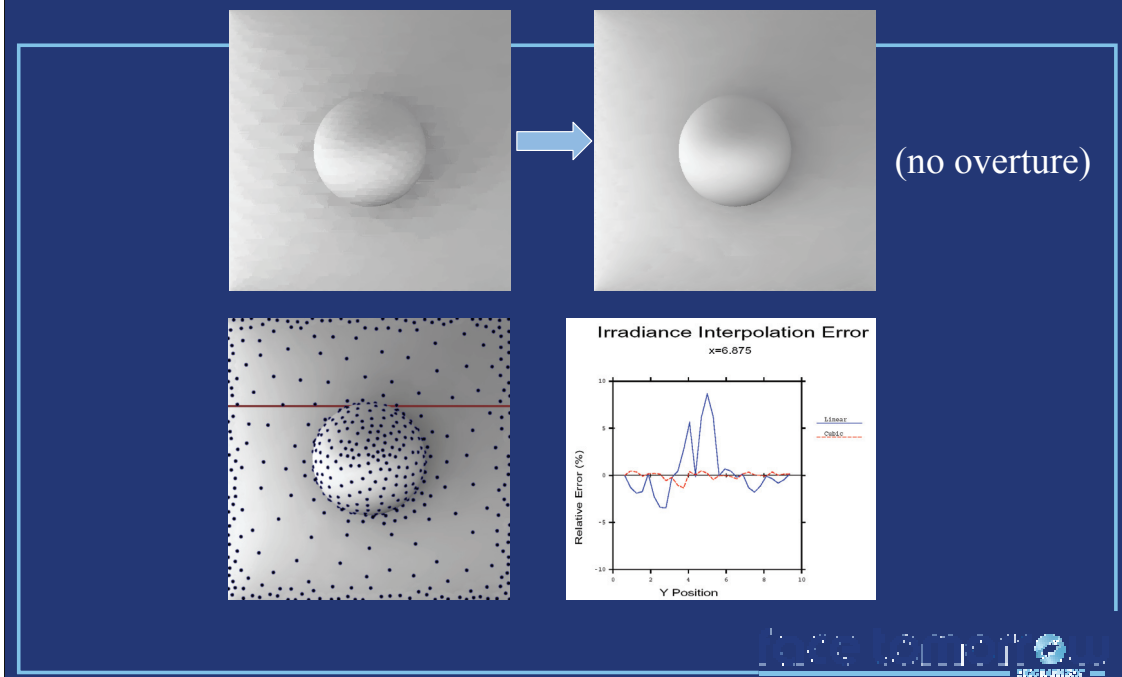 (no overture)
Irradiance Interpolation Error
x=6.875
10
5
0
-5
-10
Relative Error (%)
0 2 4 6 8 10
Y Position
Linear
Cubic